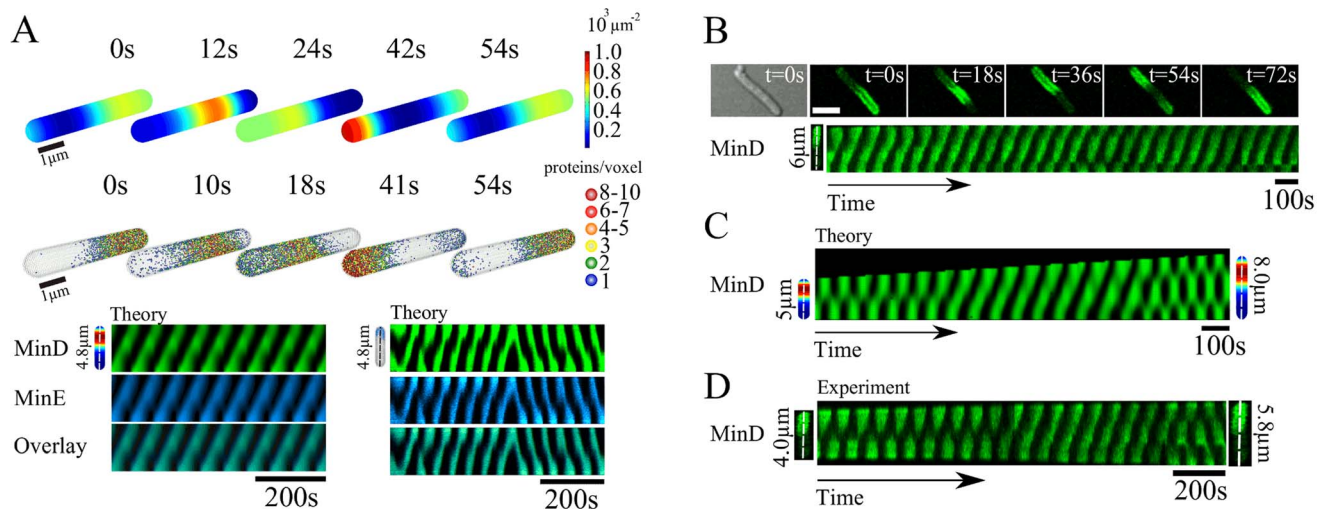 A
10³ µm⁻²
0s 12s 24s 42s 54s
1.0
0.8
0.6
0.4
0.2
1µm
proteins/voxel
0s 10s 18s 41s 54s
8-10
6-7
4-5
3
2
1
1µm
Theory
MinD
4.8µm
MinE
Overlay
200s
Theory
4.8µm
200s
B
t=0s t=0s t=18s t=36s t=54s t=72s
MinD
6µm
Time
100s
C
Theory
MinD
5µm
8.0µm
Time
100s
D
Experiment
MinD
4.0µm
5.8µm
Time
200s